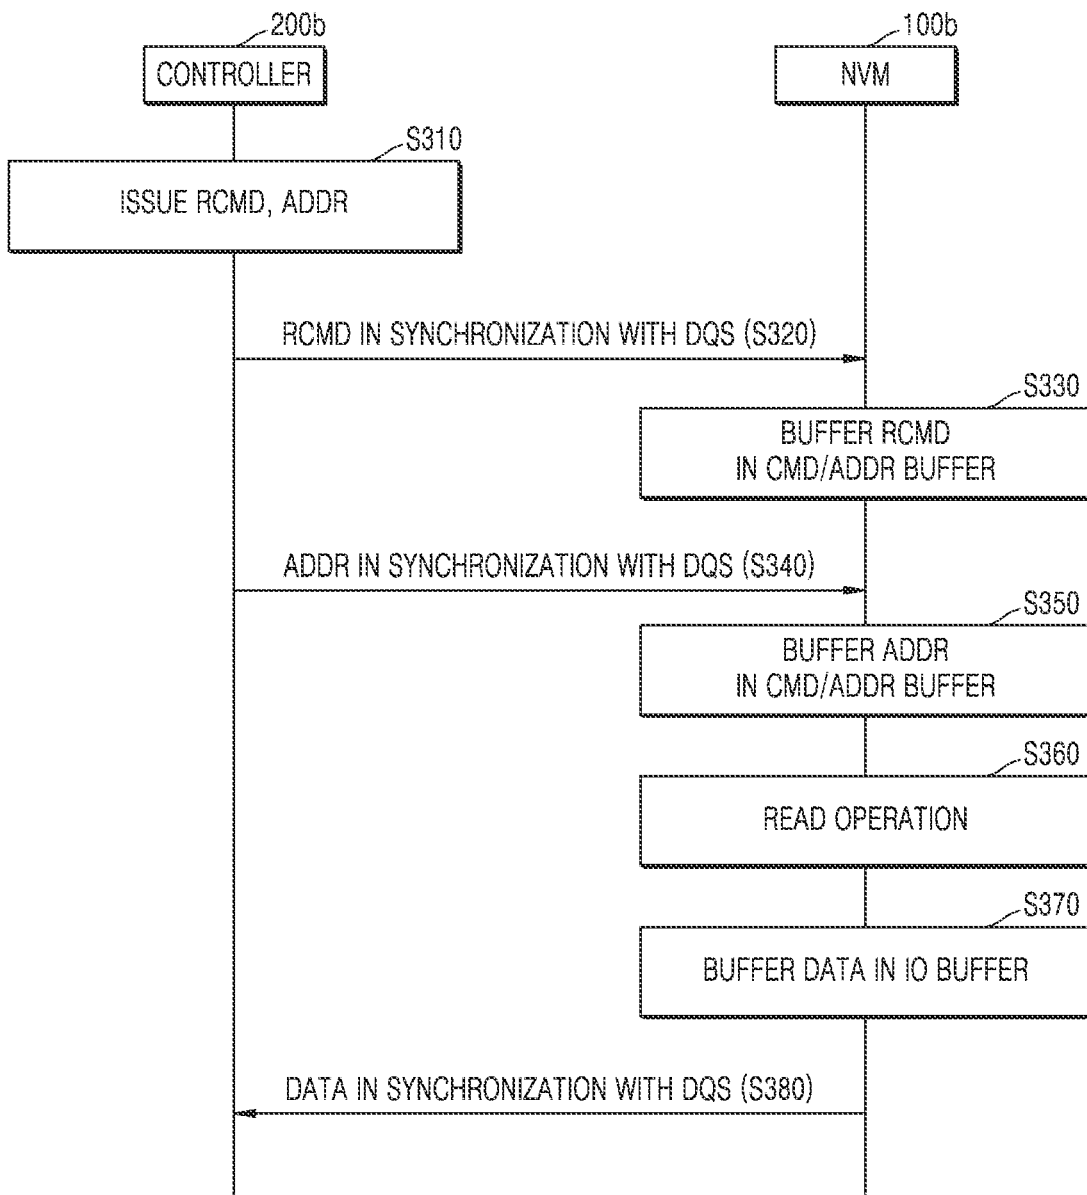 200b
100b
CONTROLLER
NVM
S310
ISSUE RCMD, ADDR
RCMD IN SYNCHRONIZATION WITH DQS (S320)
S330
BUFFER RCMD
IN CMD/ADDR BUFFER
ADDR IN SYNCHRONIZATION WITH DQS (S340)
S350
BUFFER ADDR
IN CMD/ADDR BUFFER
S360
READ OPERATION
S370
BUFFER DATA IN IO BUFFER
DATA IN SYNCHRONIZATION WITH DQS (S380)